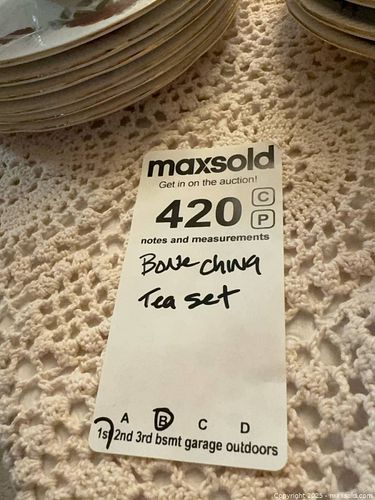 maxsold
Get in on the auction!
420 C
P
notes and measurements
Bone china
Tea set
A B C D
1st 2nd 3rd bsmt garage outdoors
Copyright 2025 - maxsold.com